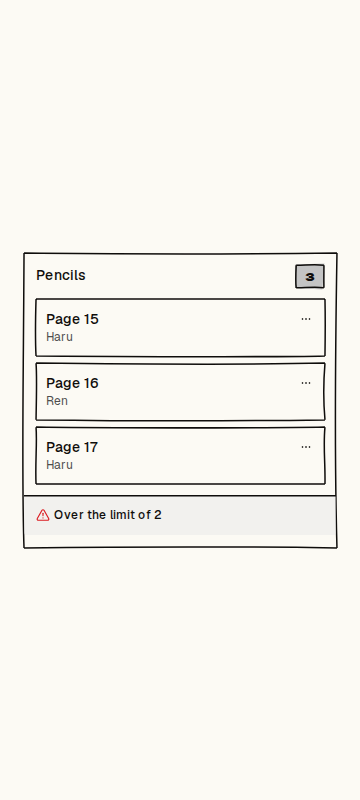 Pencils
3
Page 15
Haru
Page 16
Ren
Page 17
Haru
Over the limit of 2